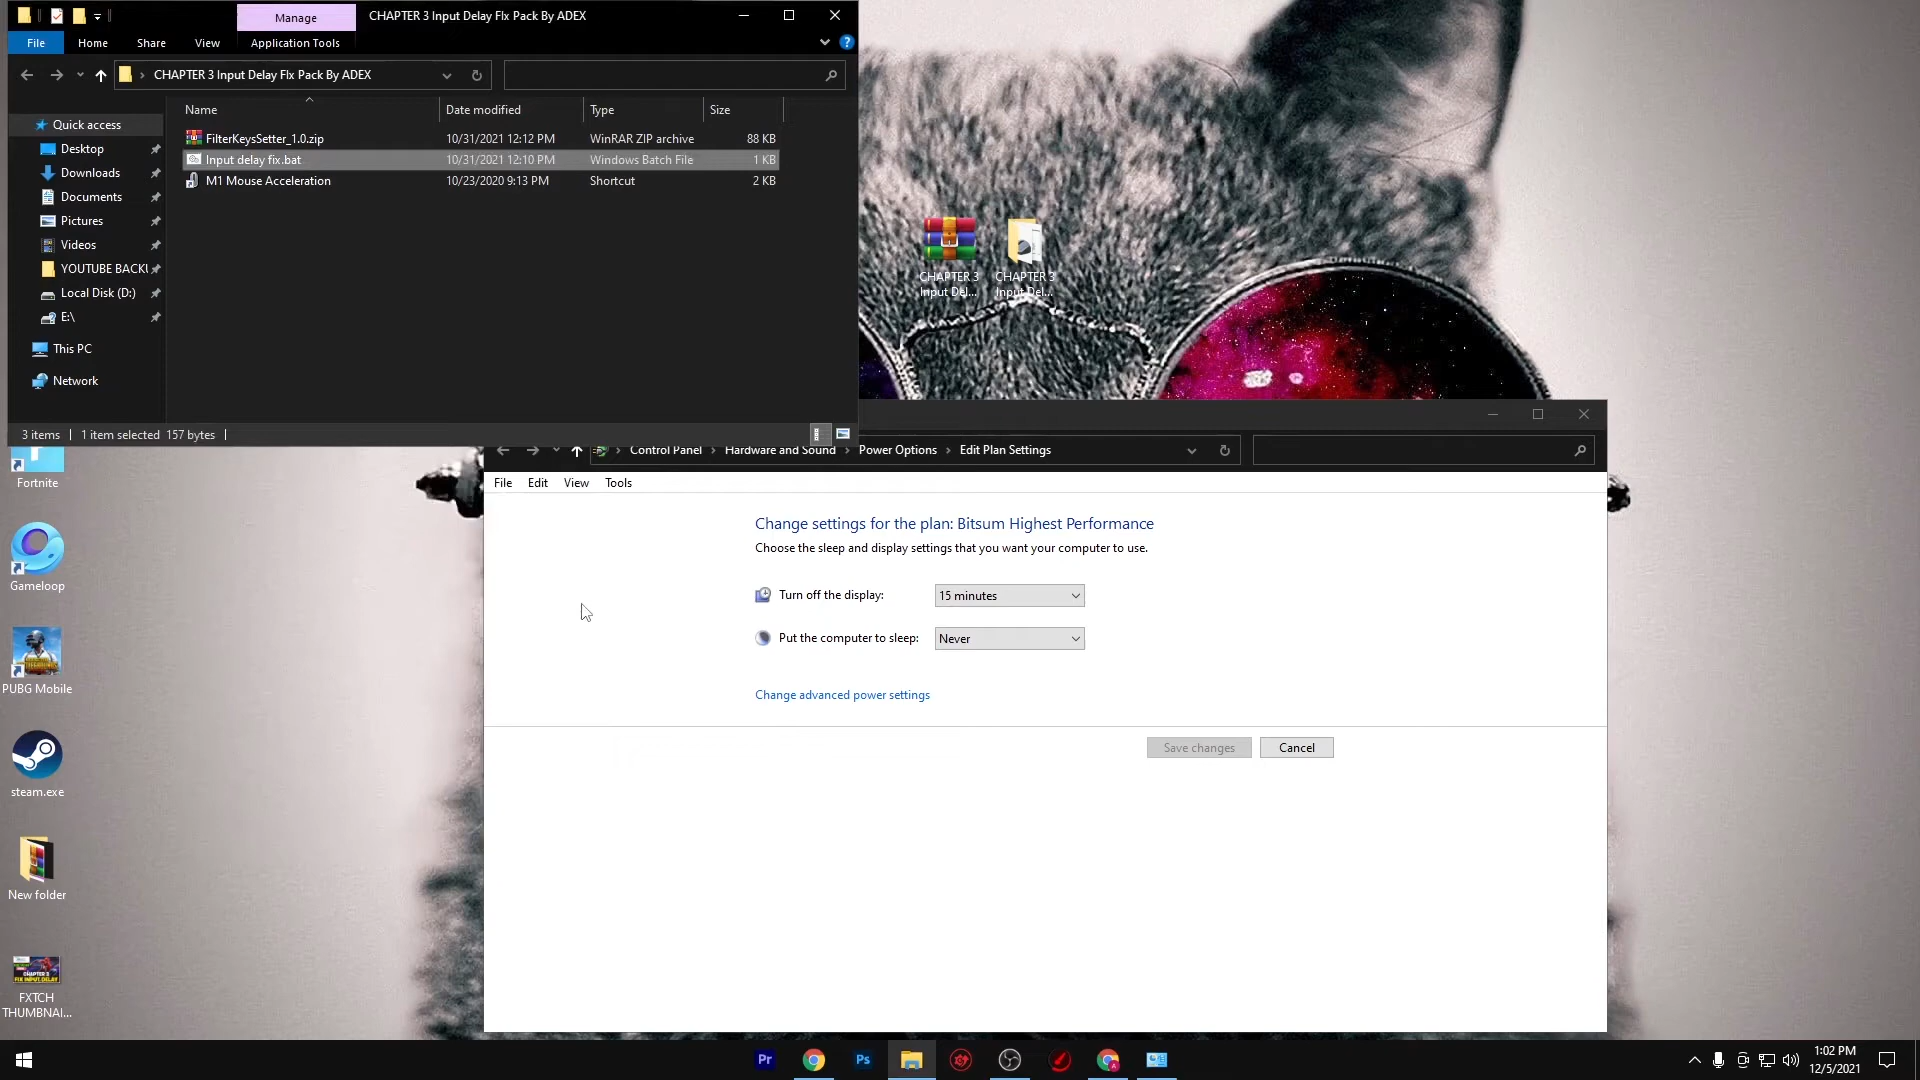 Manage
CHAPTER 3 Input Delay FIx Pack By ADEX
File
Home
Share
View
Application Tools
CHAPTER 3 Input Delay FIx Pack By ADEX
Name
Date modified
Type
Size
Quick access
FilterKeysSetter_1.0.zip
10/31/2021 12:12 PM
WinRAR ZIP archive
88 KB
Desktop
Input delay fix.bat
10/31/2021 12:10 PM
Windows Batch File
1 KB
Downloads
M1 Mouse Acceleration
10/23/2020 9:13 PM
Shortcut
2 KB
Documents
Pictures
Videos
YOUTUBE BACKU
Local Disk (D:)
E:\
This PC
Network
3 items
1 item selected 157 bytes
CHAPTER 3
Input Del...
CHAPTER 3
Input Del...
Control Panel
Hardware and Sound
Power Options
Edit Plan Settings
File
Edit
View
Tools
Change settings for the plan: Bitsum Highest Performance
Choose the sleep and display settings that you want your computer to use.
Turn off the display:
15 minutes
Put the computer to sleep:
Never
Change advanced power settings
Save changes
Cancel
Fortnite
Gameloop
PUBG Mobile
steam.exe
New folder
CHAPTER 3
FIX INPUT DELAY
FXTCH
THUMBNAI...
Pr
Ps
1:02 PM
12/5/2021